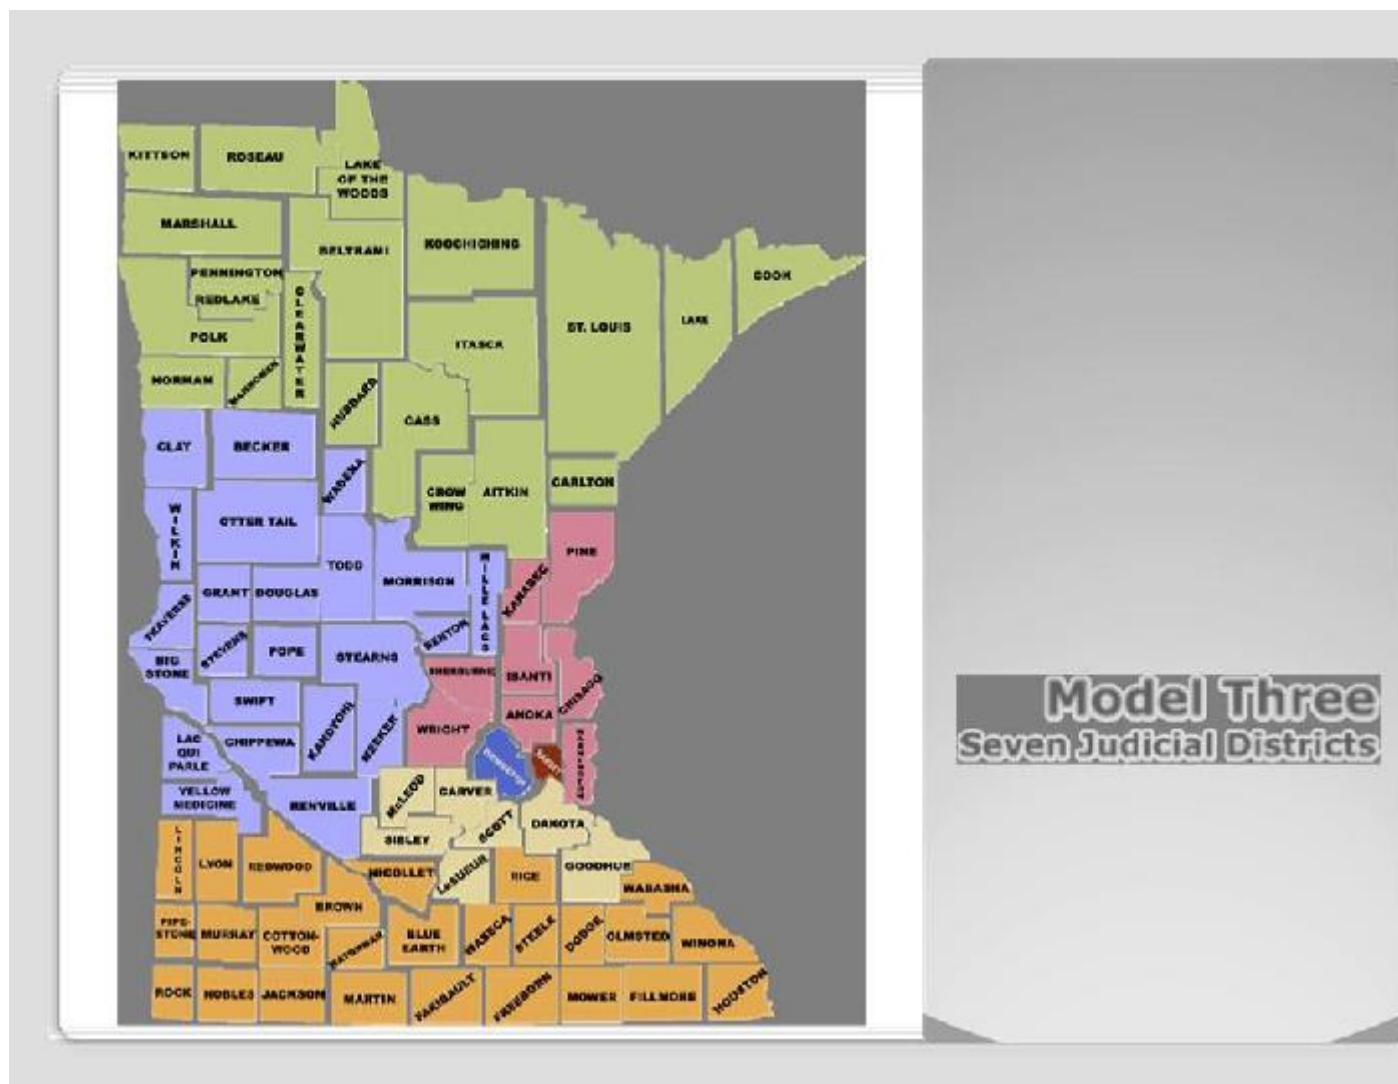 KITTSON
ROSEAU
LAKE
OF THE
WOODS
MARSHALL
BELTRAMI
KOOCHICHING
COOK
PENNINGTON
REDLAKE
CLEARWATER
ST. LOUIS
LAKE
POLK
ITASCA
NORMAN
MAHNOMEN
HUBBARD
CASS
CLAY
BECKER
WADENA
CROW
WING
AITKIN
CARLTON
WILKIN
OTTER TAIL
TODD
MORRISON
MILLE LACS
KANABEC
PINE
GRANT
DOUGLAS
TRAVERSE
STEVENS
POPE
STEARNS
BENTON
BIG
STONE
SHERBURNE
ISANTI
CHISAGO
SWIFT
KANDIYOHI
MEEKER
WRIGHT
ANOKA
LAC
QUI
PARLE
CHIPPEWA
YELLOW
MEDICINE
RENVILLE
McLEOD
CARVER
SIBLEY
SCOTT
DAKOTA
LINCOLN
LYON
REDWOOD
NICOLLET
LeSUEUR
RICE
GOODHUE
WABASHA
BROWN
PIPE-
STONE
MURRAY
COTTON-
WOOD
WATONWAN
BLUE
EARTH
WASECA
STEELE
DODGE
OLMSTED
WINONA
ROCK
NOBLES
JACKSON
MARTIN
FARIBAULT
FREEBORN
MOWER
FILLMORE
HOUSTON
Model Three
Seven Judicial Districts